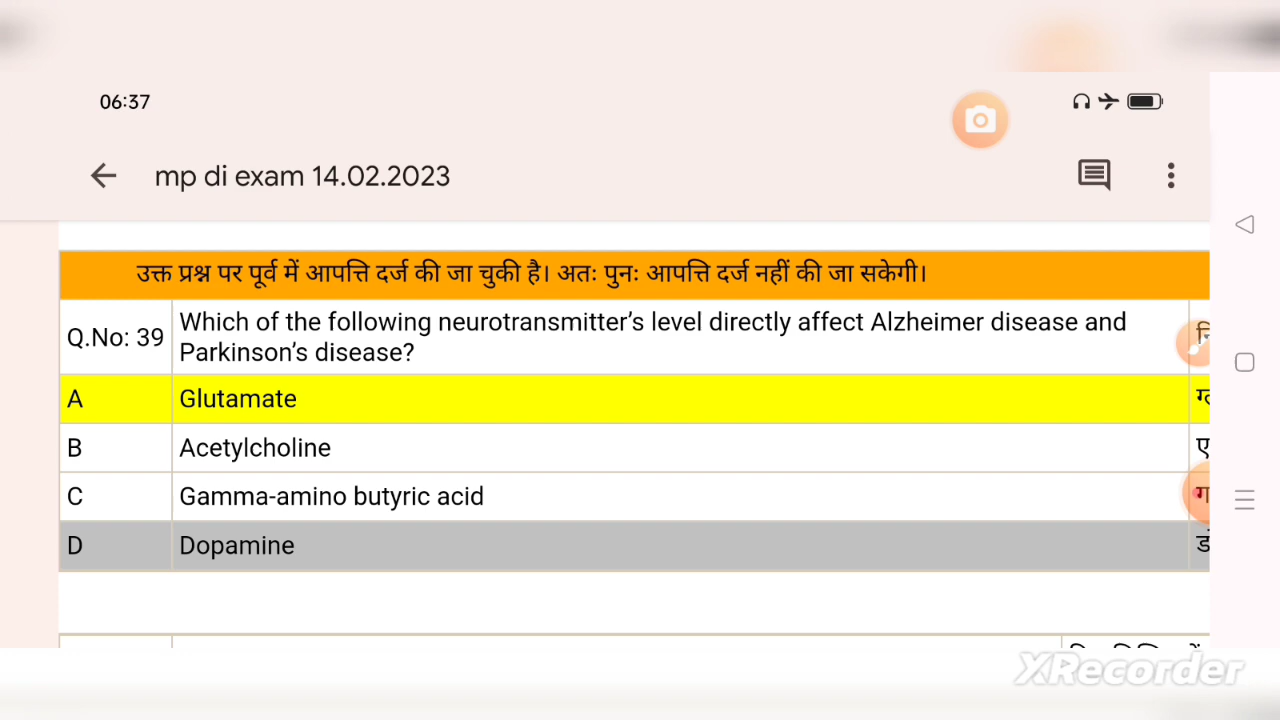 06:37
mp di exam 14.02.2023
उक्त प्रश्न पर पूर्व में आपत्ति दर्ज की जा चुकी है। अतः पुनः आपत्ति दर्ज नहीं की जा सकेगी।
Q.No: 39
Which of the following neurotransmitter’s level directly affect Alzheimer disease and
Parkinson’s disease?
A Glutamate
B Acetylcholine
C Gamma-amino butyric acid
D Dopamine
XRecorder